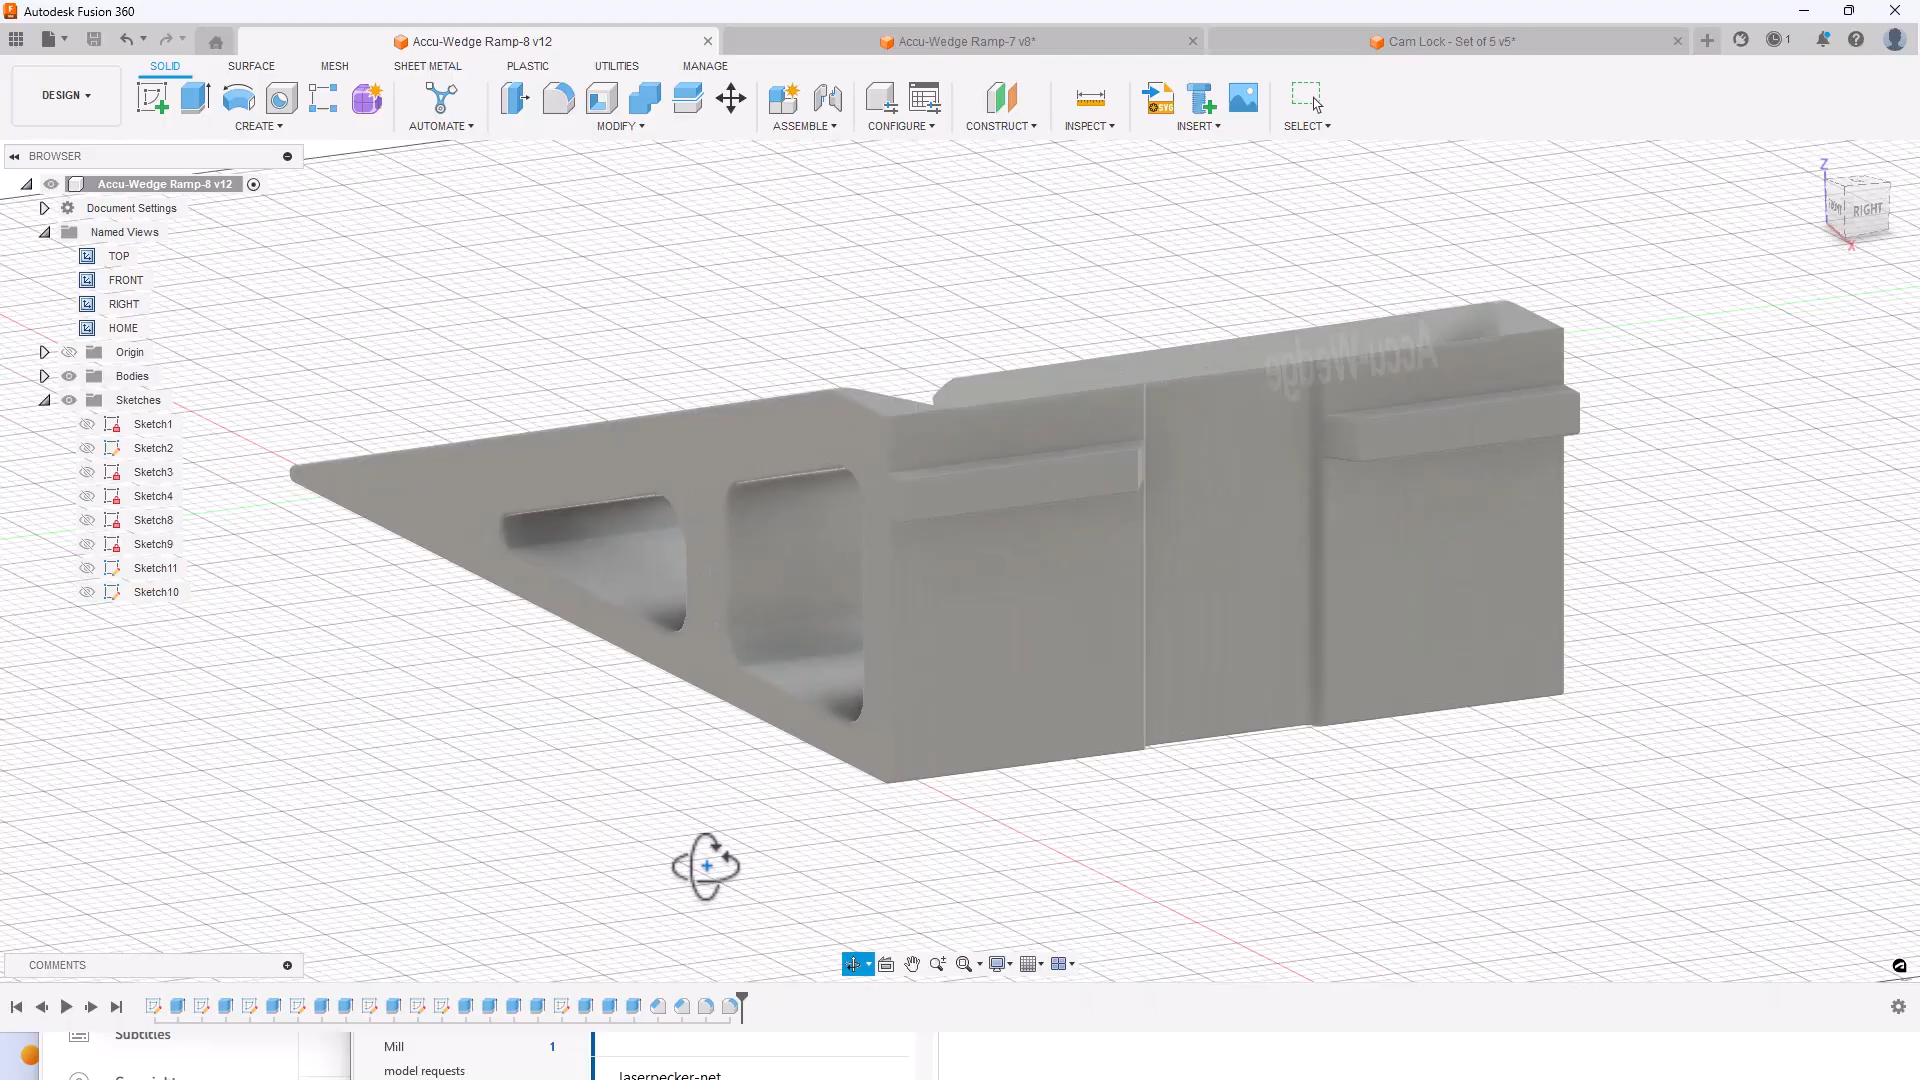 Autodesk Fusion 360
Accu-Wedge Ramp-8 v12
Accu-Wedge Ramp-7 v8*
Cam Lock - Set of 5 v5*
1
SOLID SURFACE MESH SHEET METAL PLASTIC UTILITIES MANAGE
DESIGN
CREATE AUTOMATE MODIFY ASSEMBLE CONFIGURE CONSTRUCT INSPECT INSERT SELECT
BROWSER
Accu-Wedge Ramp-8 v12
Document Settings
Named Views
TOP
FRONT
RIGHT
HOME
Origin
Bodies
Sketches
Sketch1
Sketch2
Sketch3
Sketch4
Sketch8
Sketch9
Sketch11
Sketch10
Z
RIGHT
X
Accu-Wedge
COMMENTS
Subtitles
Mill 1
model requests
laserpecker-net